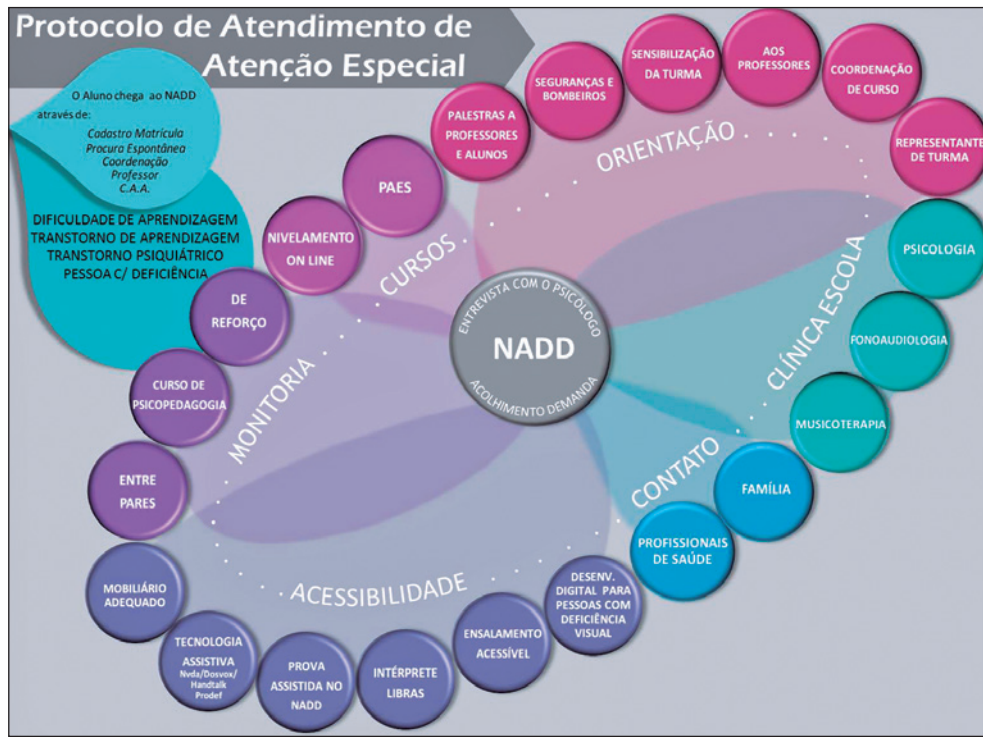 Protocolo de Atendimento de
Atenção Especial
O Aluno chega ao NADD
através de:
Cadastro Matrícula
Procura Espontânea
Coordenação
Professor
C.A.A.
DIFICULDADE DE APRENDIZAGEM
TRANSTORNO DE APRENDIZAGEM
TRANSTORNO PSIQUIÁTRICO
PESSOA C/ DEFICIÊNCIA
ENTREVISTA COM O PSICÓLOGO
NADD
ACOLHIMENTO DEMANDA
ORIENTAÇÃO
PALESTRAS A
PROFESSORES
E ALUNOS
SEGURANÇAS E
BOMBEIROS
SENSIBILIZAÇÃO
DA TURMA
AOS
PROFESSORES
COORDENAÇÃO
DE CURSO
REPRESENTANTE
DE TURMA
CLÍNICA ESCOLA
PSICOLOGIA
FONOAUDIOLOGIA
MUSICOTERAPIA
CONTATO
FAMÍLIA
PROFISSIONAIS
DE SAÚDE
ACESSIBILIDADE
DESENV.
DIGITAL PARA
PESSOAS COM
DEFICIÊNCIA
VISUAL
ENSALAMENTO
ACESSÍVEL
INTÉRPRETE
LIBRAS
PROVA
ASSISTIDA NO
NADD
TECNOLOGIA
ASSISTIVA
Nvda/Dosvox/
Handtalk
Prodef
MOBILIÁRIO
ADEQUADO
MONITORIA
ENTRE
PARES
CURSO DE
PSICOPEDAGOGIA
DE
REFORÇO
CURSOS
NIVELAMENTO
ON LINE
PAES